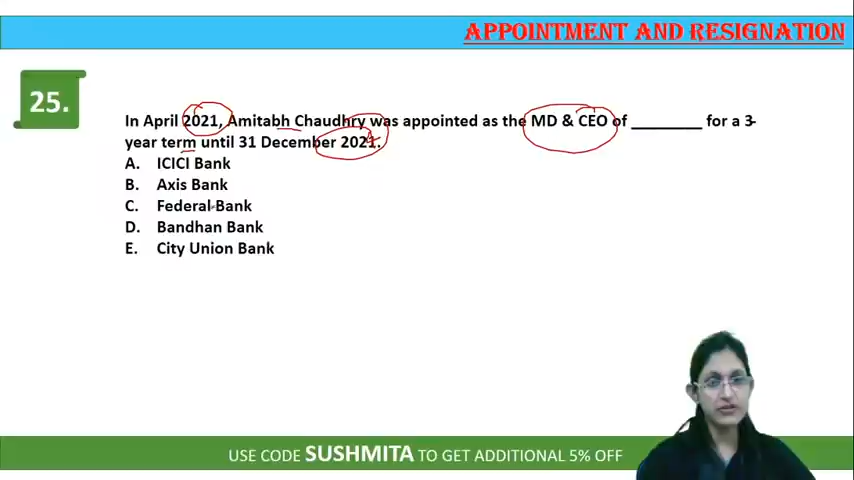 APPOINTMENT AND RESIGNATION
25.
In April 2021, Amitabh Chaudhry was appointed as the MD & CEO of ________ for a 3-
year term until 31 December 2021.
A. ICICI Bank
B. Axis Bank
C. Federal Bank
D. Bandhan Bank
E. City Union Bank
USE CODE SUSHMITA TO GET ADDITIONAL 5% OFF